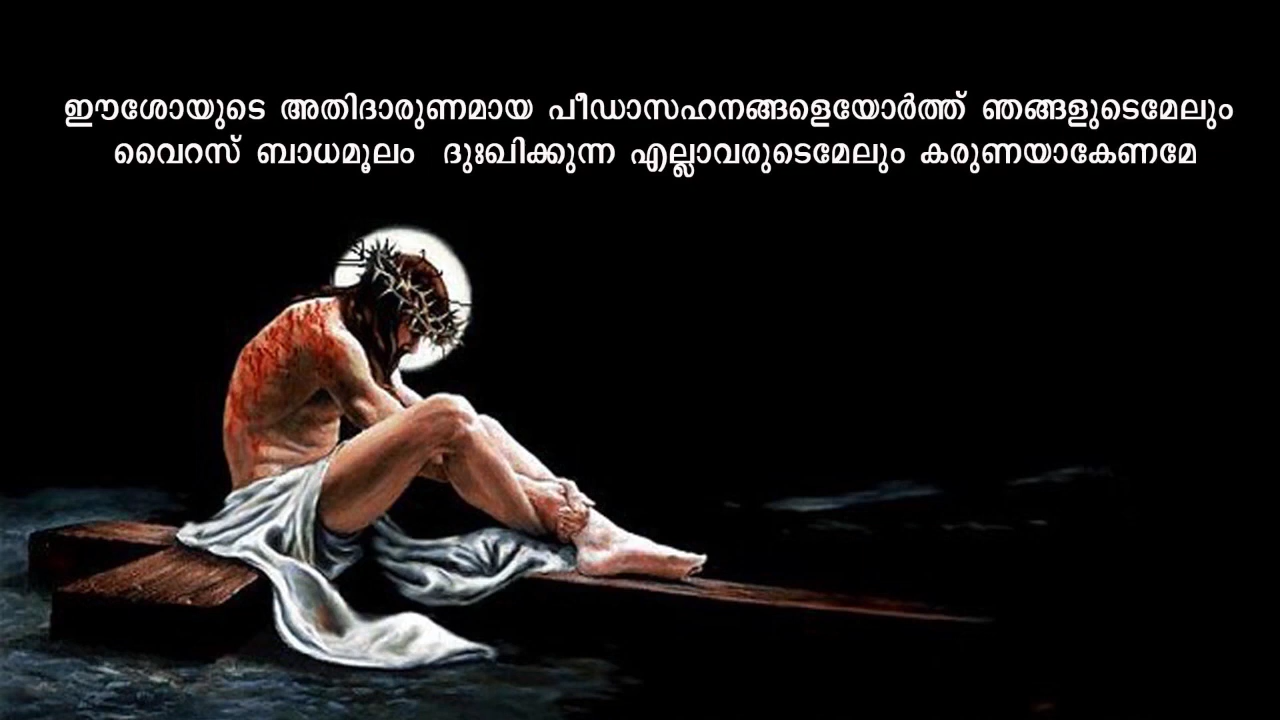 ഈശോയുടെ അതിദാരുണമായ പീഡാസഹനങ്ങളെയോർത്ത് ഞങ്ങളുടെമേലും
വൈറസ് ബാധമൂലം ദുഃഖിക്കുന്ന എല്ലാവരുടെമേലും കരുണയാകേണമേ